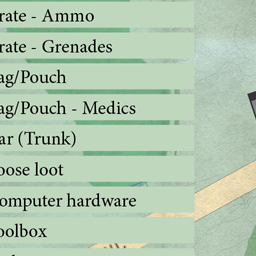 rate - Ammo
rate - Grenades
ag/Pouch
ag/Pouch - Medics
ar (Trunk)
oose loot
omputer hardware
oolbox